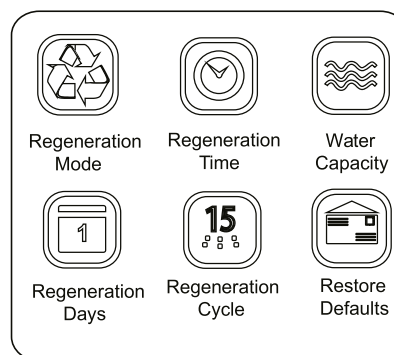 Regeneration
Mode
Regeneration
Time
Water
Capacity
1
Regeneration
Days
15
Regeneration
Cycle
Restore
Defaults